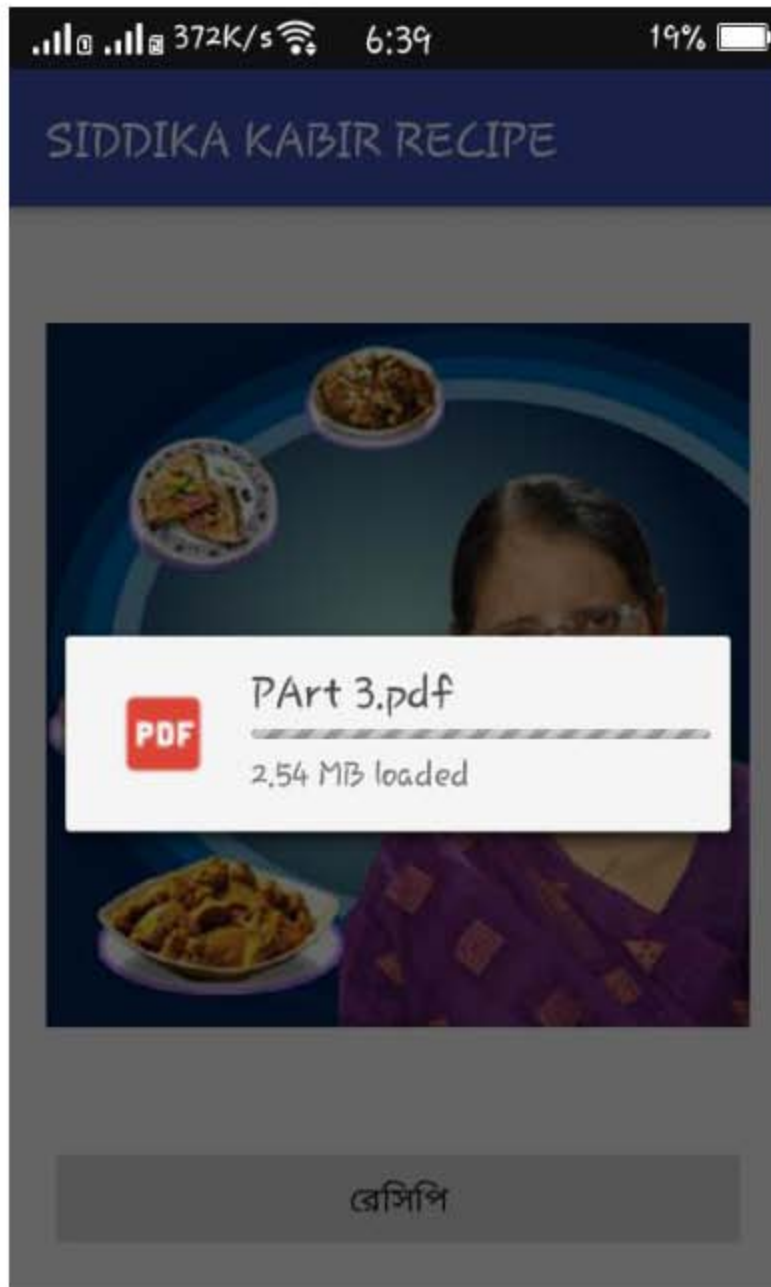 372K/s 6:39 19%
SIDDIKA KABIR RECIPE
PArt 3.pdf
PDF
2.54 MB loaded
রেসিপি